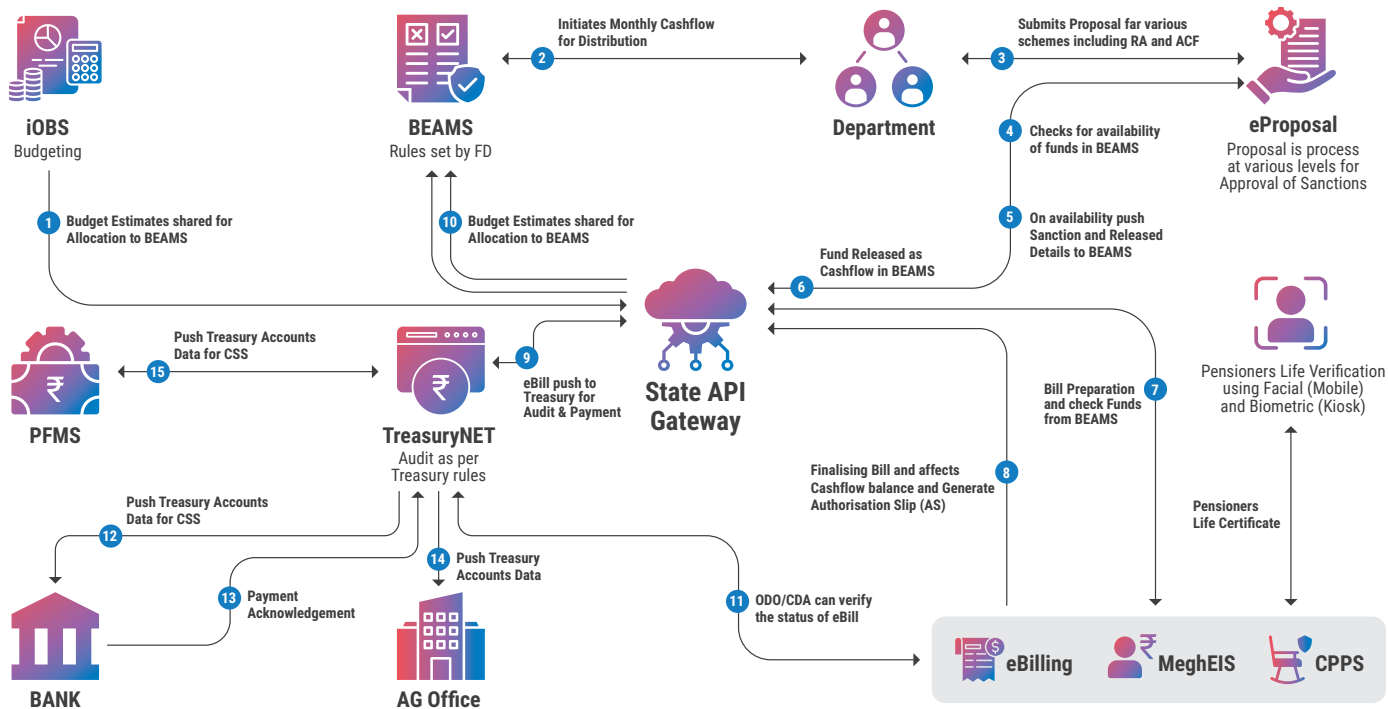 iOBS
Budgeting
BEAMS
Rules set by FD
2
Initiates Monthly Cashflow
for Distribution
Department
3
Submits Proposal far various
schemes including RA and ACF
eProposal
Proposal is process
at various levels for
Approval of Sanctions
1
Budget Estimates shared for
Allocation to BEAMS
10
Budget Estimates shared for
Allocation to BEAMS
4
Checks for availability
of funds in BEAMS
5
On availability push
Sanction and Released
Details to BEAMS
6
Fund Released as
Cashflow in BEAMS
State API
Gateway
Pensioners Life Verification
using Facial (Mobile)
and Biometric (Kiosk)
₹
PFMS
15
Push Treasury Accounts
Data for CSS
₹
TreasuryNET
Audit as per
Treasury rules
9
eBill push to
Treasury for
Audit & Payment
7
Bill Preparation
and check Funds
from BEAMS
8
Finalising Bill and affects
Cashflow balance and Generate
Authorisation Slip (AS)
Pensioners
Life Certificate
12
Push Treasury Accounts
Data for CSS
13
Payment
Acknowledgement
14
Push Treasury
Accounts Data
11
ODO/CDA can verify
the status of eBill
BANK
AG Office
$
eBilling
₹
MeghEIS
CPPS